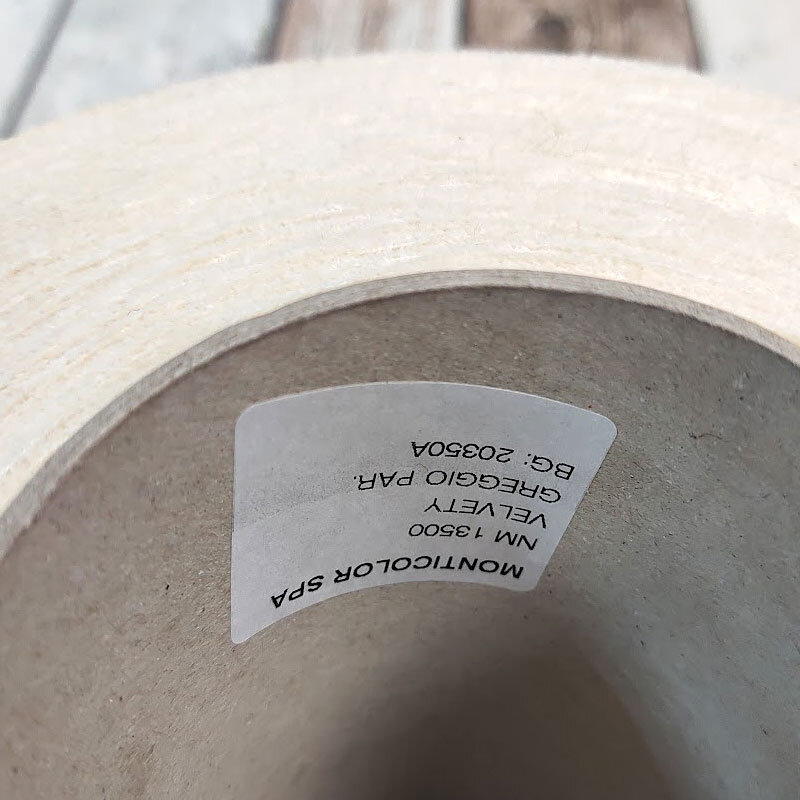 MONTICOLOR SPA
NM 13500
VELVETY
GREGGIO PAR.
BG: 20350A